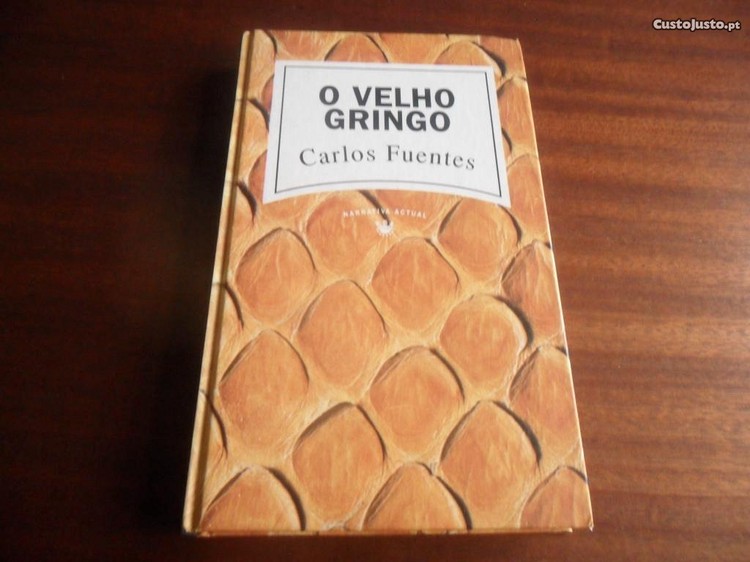 CustoJusto.pt
O VELHO
GRINGO
Carlos Fuentes
NARRATIVA ACTUAL